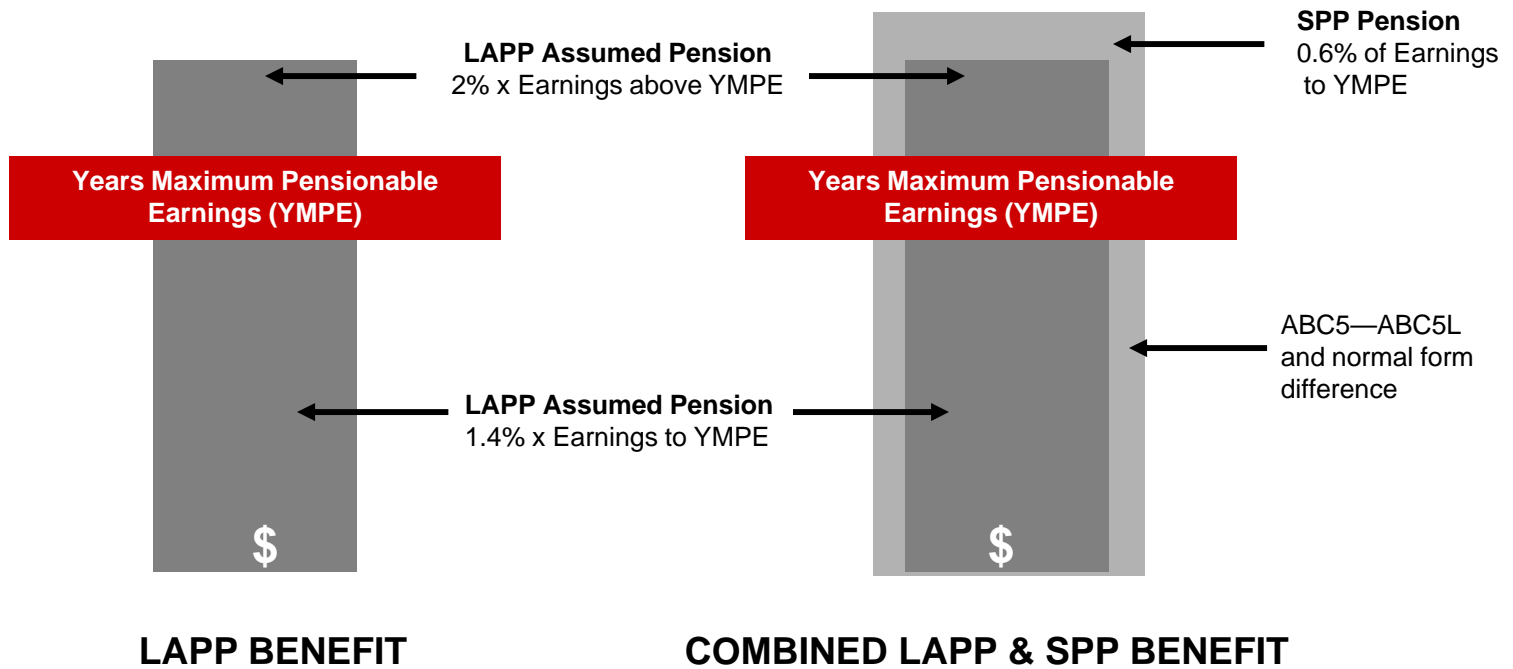 LAPP Assumed Pension
2% x Earnings above YMPE
SPP Pension
0.6% of Earnings
to YMPE
Years Maximum Pensionable
Earnings (YMPE)
Years Maximum Pensionable
Earnings (YMPE)
ABC5—ABC5L
and normal form
difference
LAPP Assumed Pension
1.4% x Earnings to YMPE
$
$
LAPP BENEFIT
COMBINED LAPP & SPP BENEFIT